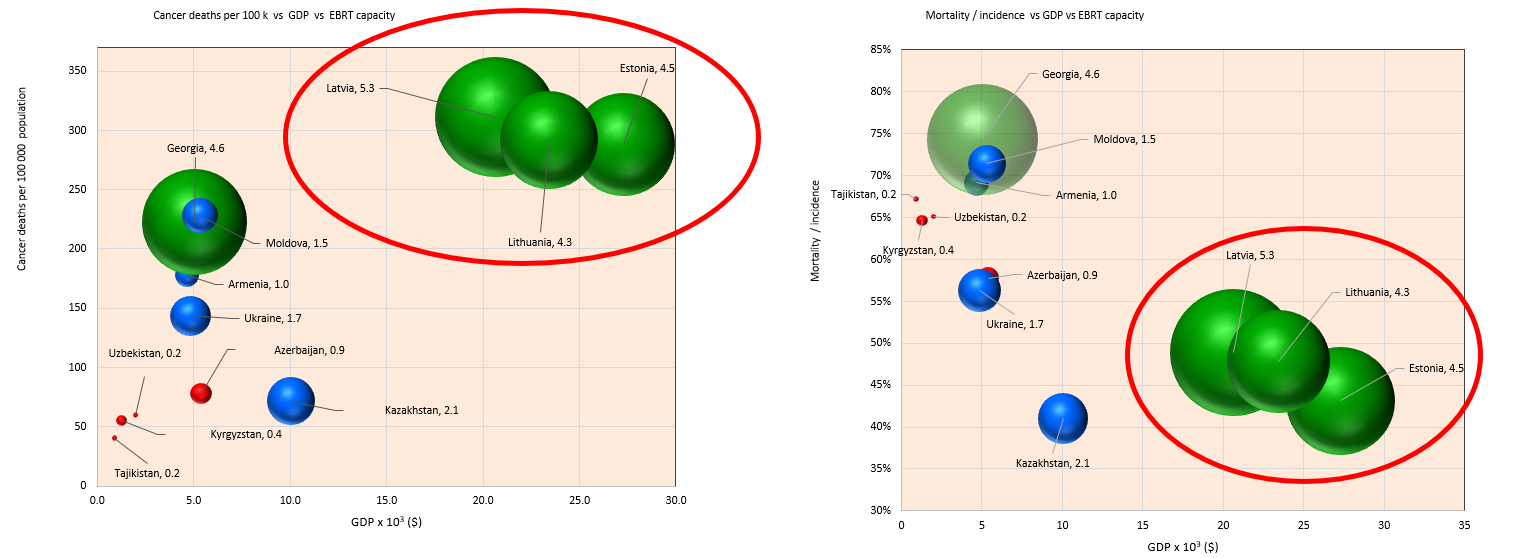 Cancer deaths per 100 k vs GDP vs EBRT capacity
Cancer deaths per 100 000 population
350
300
250
200
150
100
50
0
Latvia, 5.3
Estonia, 4.5
Georgia, 4.6
Lithuania, 4.3
Moldova, 1.5
Armenia, 1.0
Ukraine, 1.7
Uzbekistan, 0.2
Azerbaijan, 0.9
Kazakhstan, 2.1
Kyrgyzstan, 0.4
Tajikistan, 0.2
0.0 5.0 10.0 15.0 20.0 25.0 30.0
GDP x 10³ ($)
Mortality / incidence vs GDP vs EBRT capacity
Mortality / incidence
85%
80%
75%
70%
65%
60%
55%
50%
45%
40%
35%
30%
Georgia, 4.6
Moldova, 1.5
Tajikistan, 0.2
Armenia, 1.0
Uzbekistan, 0.2
Kyrgyzstan, 0.4
Latvia, 5.3
Azerbaijan, 0.9
Lithuania, 4.3
Ukraine, 1.7
Estonia, 4.5
Kazakhstan, 2.1
0 5 10 15 20 25 30 35
GDP x 10³ ($)